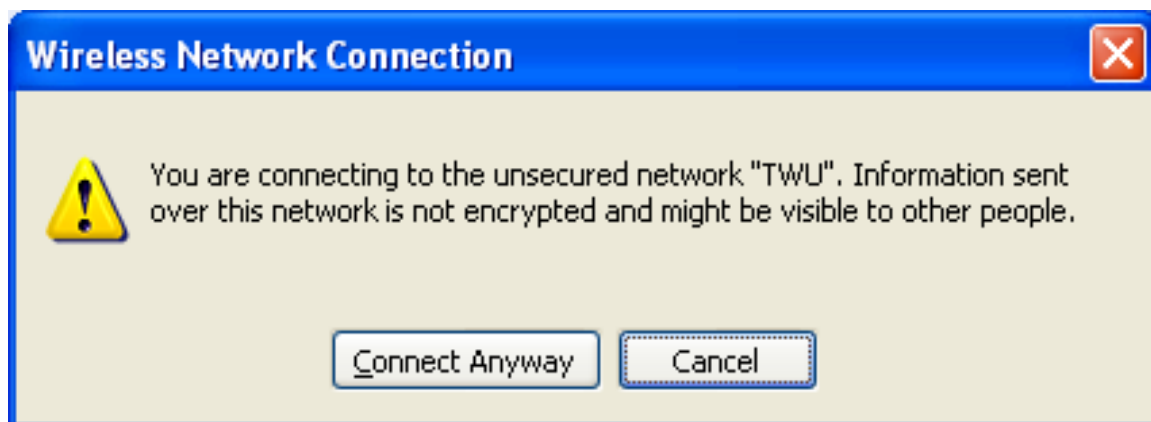 Wireless Network Connection
You are connecting to the unsecured network "TWU". Information sent
over this network is not encrypted and might be visible to other people.
Connect Anyway
Cancel